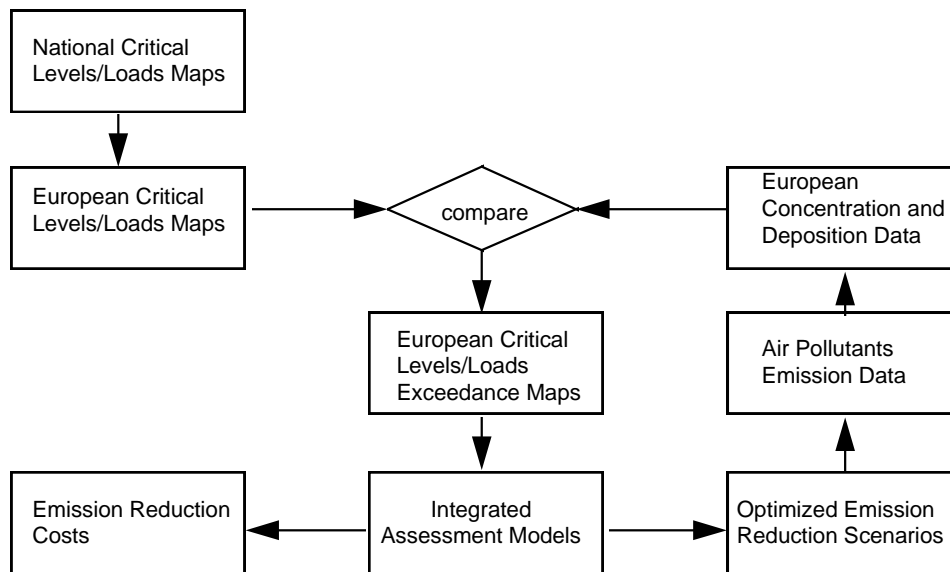 National Critical
Levels/Loads Maps
European Critical
Levels/Loads Maps
compare
European
Concentration and
Deposition Data
European Critical
Levels/Loads
Exceedance Maps
Air Pollutants
Emission Data
Emission Reduction
Costs
Integrated
Assessment Models
Optimized Emission
Reduction Scenarios